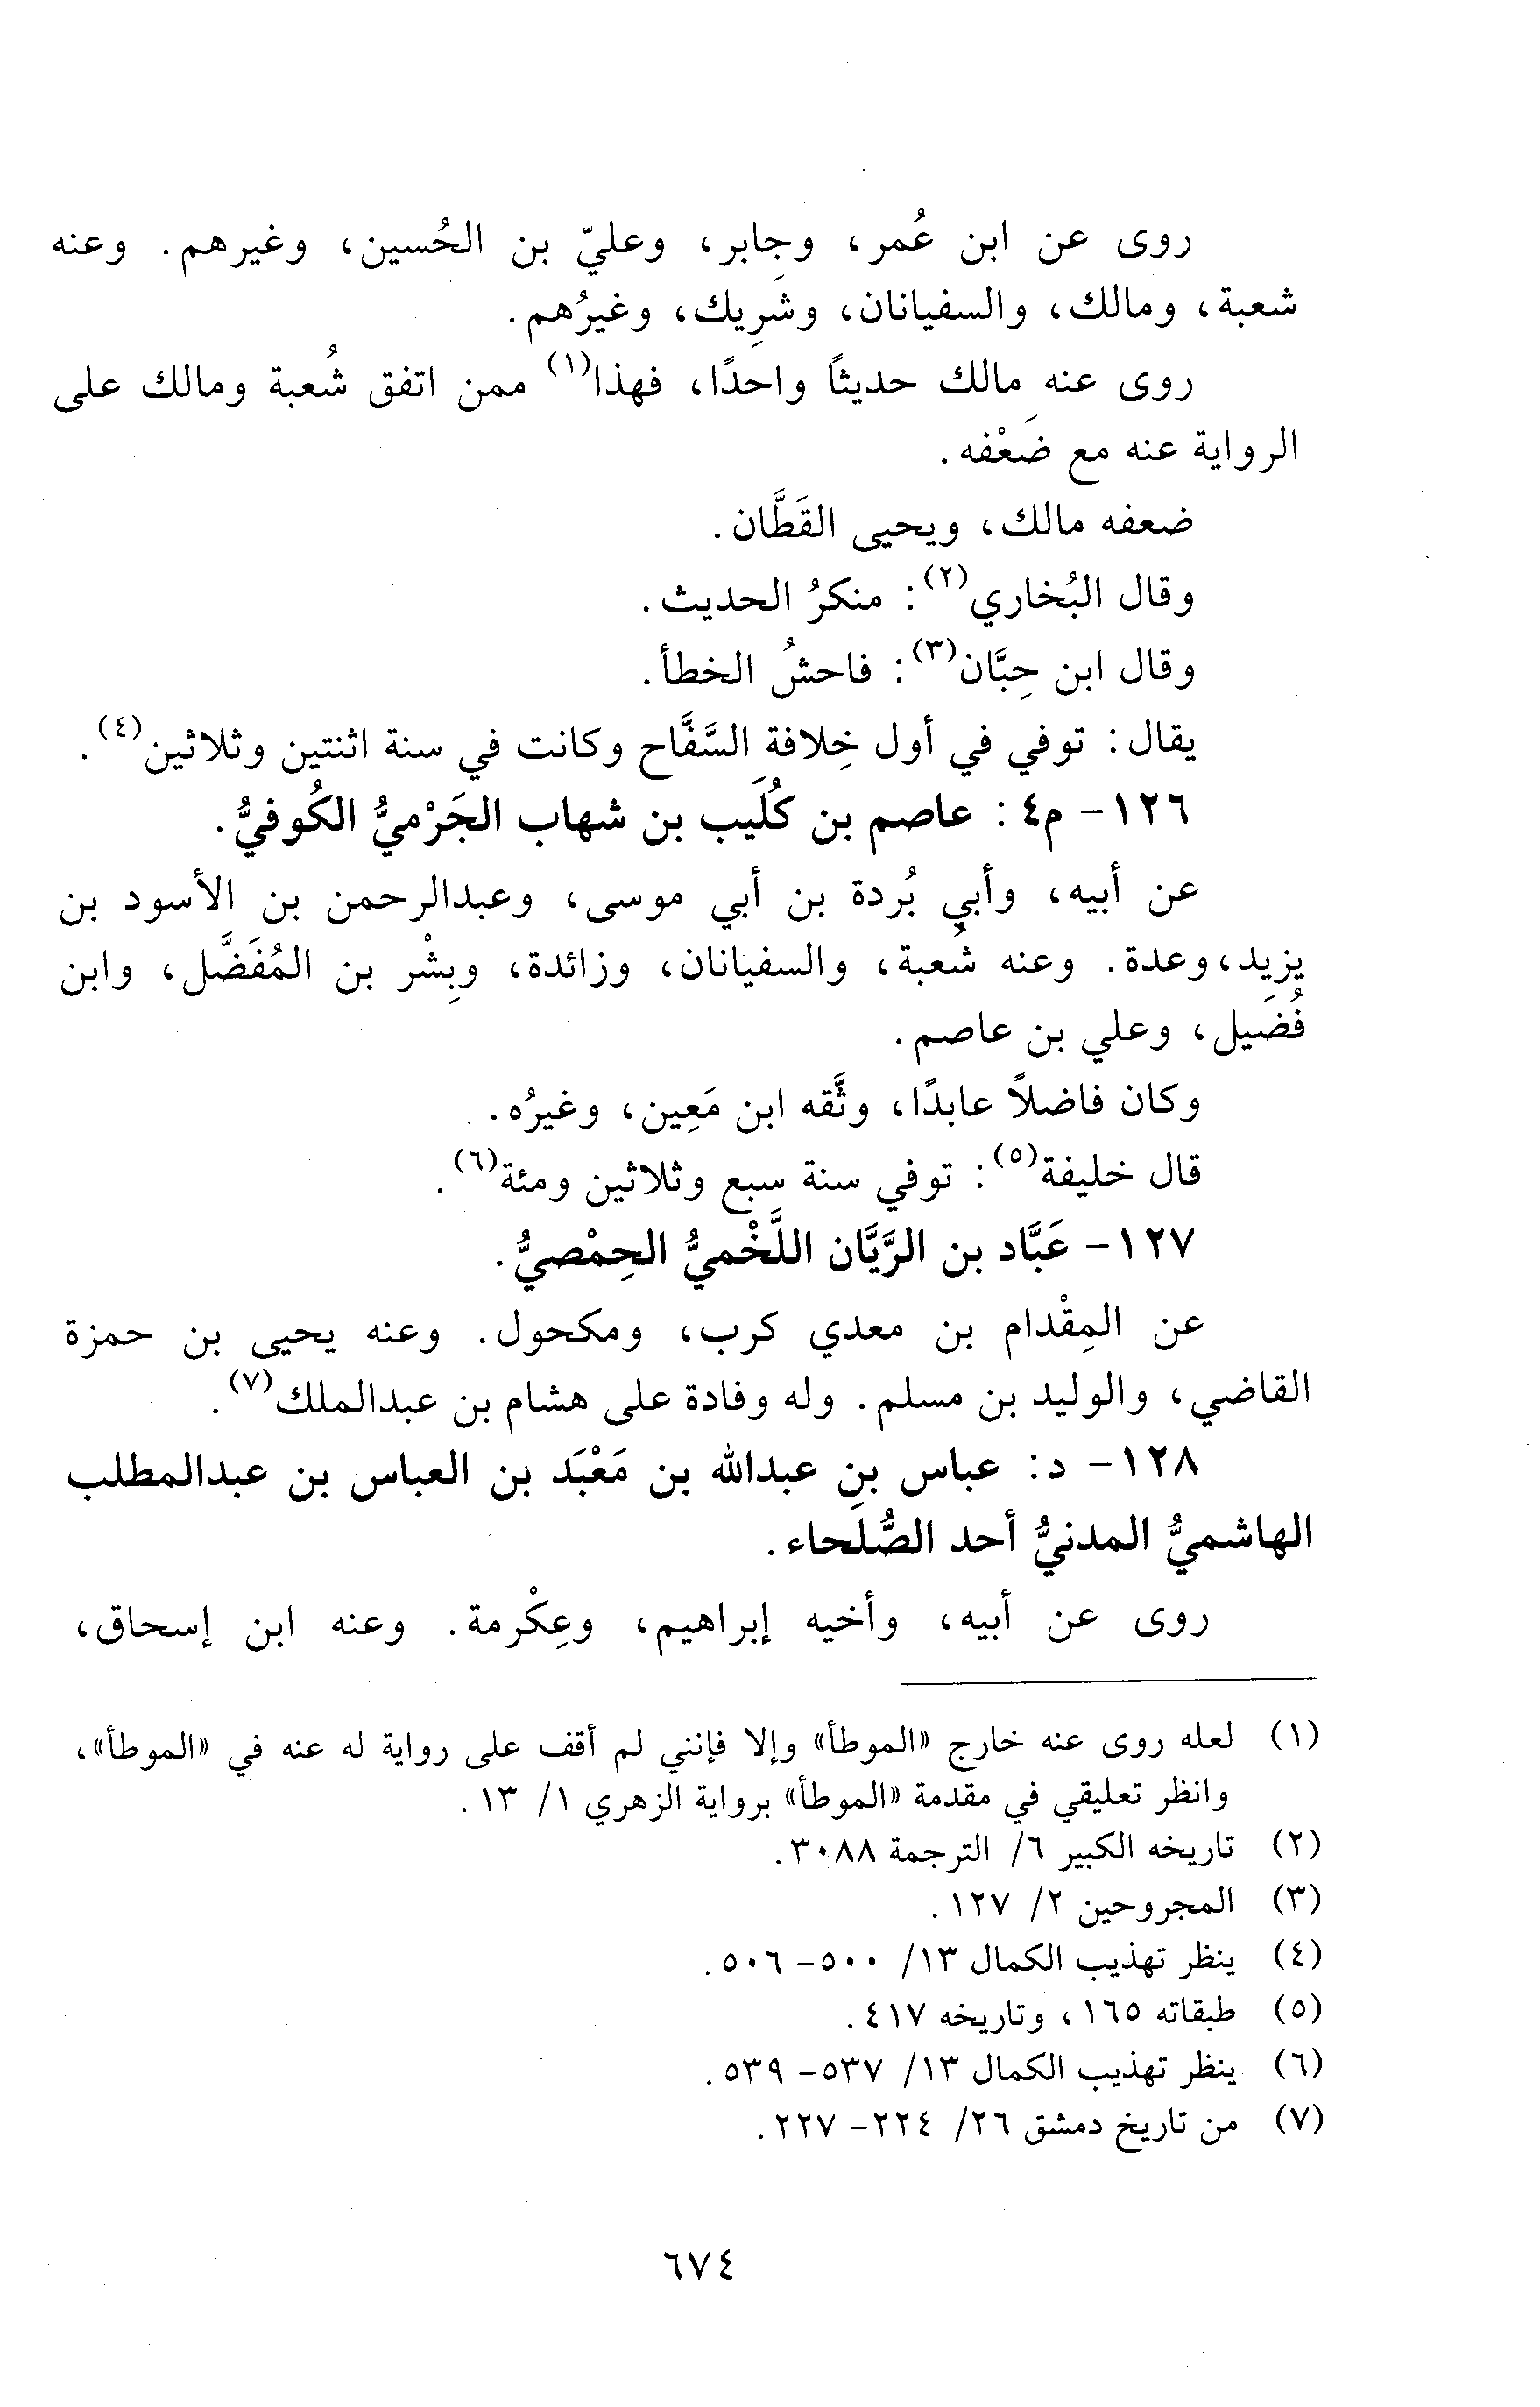 روى عن ابن عُمر، وجابر، وعليّ بن الحُسين، وغيرهم. وعنه
شعبة، ومالك، والسفيانان، وشَرِيك، وغيرُهم.
روى عنه مالك حديثاً واحدًا، فهذا(١) ممن اتفق شُعبة ومالك على
الرواية عنه مع ضَعْفه.
ضعفه مالك، ويحيى القَطَّان.
وقال البُخاري(٢): منكرُ الحديث.
وقال ابن حِبَّان(٣): فاحشُ الخطأ.
يقال: توفي في أول خِلافة السَّفَّاح وكانت في سنة اثنتين وثلاثين(٤).
١٢٦- م٤: عاصم بن كُلَيب بن شهاب الجَرْميُّ الكُوفيُّ.
عن أبيه، وأبي بُردة بن أبي موسى، وعبدالرحمن بن الأسود بن
يزيد، وعدة. وعنه شُعبة، والسفيانان، وزائدة، وبِشْر بن المُفَضَّل، وابن
فُضَيل، وعلي بن عاصم.
وكان فاضلاً عابدًا، وثَّقه ابن مَعِين، وغيرُه.
قال خليفة(٥): توفي سنة سبع وثلاثين ومئة(٦).
١٢٧- عَبَّاد بن الرَّيَّان اللَّخْميُّ الحِمْصيُّ.
عن المِقْدام بن معدي كرب، ومكحول. وعنه يحيى بن حمزة
القاضي، والوليد بن مسلم. وله وفادة على هشام بن عبدالملك(٧).
١٢٨- د: عباس بن عبدالله بن مَعْبَد بن العباس بن عبدالمطلب
الهاشميُّ المدنيُّ أحد الصُّلَحاء.
روى عن أبيه، وأخيه إبراهيم، وعِكْرمة. وعنه ابن إسحاق،
(١) لعله روى عنه خارج «الموطأ» وإلا فإنني لم أقف على رواية له عنه في «الموطأ»،
وانظر تعليقي في مقدمة «الموطأ» برواية الزهري ١/ ١٣.
(٢) تاريخه الكبير ٦/ الترجمة ٣٠٨٨.
(٣) المجروحين ٢/ ١٢٧.
(٤) ينظر تهذيب الكمال ١٣/ ٥٠٠- ٥٠٦.
(٥) طبقاته ١٦٥، وتاريخه ٤١٧.
(٦) ينظر تهذيب الكمال ١٣/ ٥٣٧- ٥٣٩.
(٧) من تاريخ دمشق ٢٦/ ٢٢٤- ٢٢٧.
٦٧٤